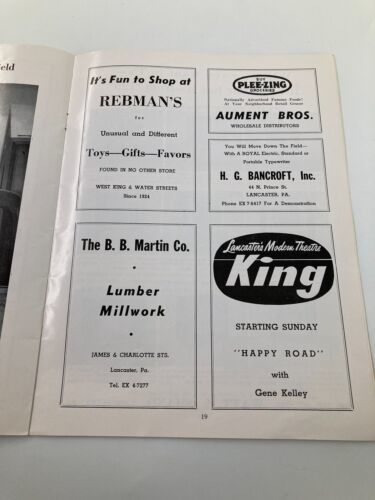 ield
It's Fun to Shop at
REBMAN'S
for
Unusual and Different
Toys—Gifts—Favors
FOUND IN NO OTHER STORE
WEST KING & WATER STREETS
Since 1924
BUY
PLEE-ZING
GROCERIES
Nationally Advertised Famous Foods!
At Your Neighborhood Retail Grocer
AUMENT BROS.
WHOLESALE DISTRIBUTORS
You Will Move Down The Field—
With A ROYAL Electric, Standard or
Portable Typewriter
H. G. BANCROFT, Inc.
44 N. Prince St.
LANCASTER, PA.
Phone EX 7-6417 For A Demonstration
The B. B. Martin Co.
•
Lumber
Millwork
•
JAMES & CHARLOTTE STS.
Lancaster, Pa.
Tel. EX 4-7277
Lancaster's Modern Theatre
King
STARTING SUNDAY
"HAPPY ROAD"
with
Gene Kelley
19